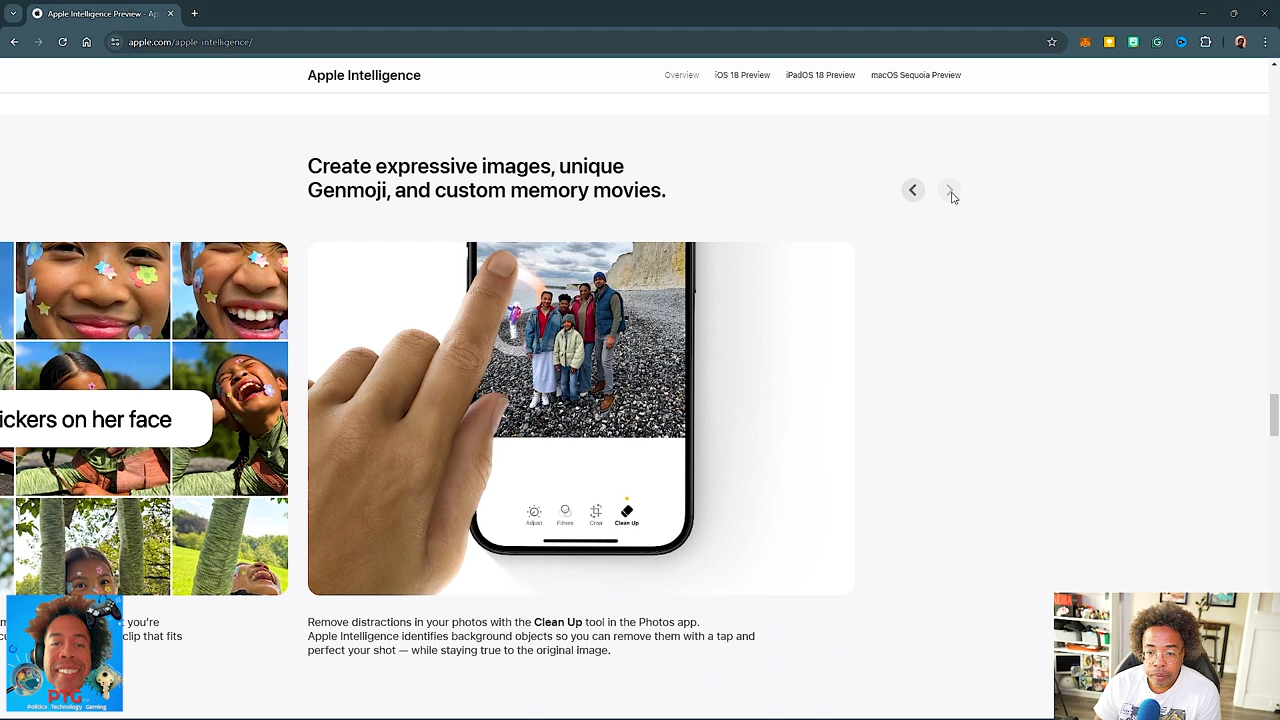 Apple Intelligence Preview - Ap
apple.com/apple-intelligence/
Apple Intelligence
Overview
iOS 18 Preview
iPadOS 18 Preview
macOS Sequoia Preview
Create expressive images, unique
Genmoji, and custom memory movies.
ickers on her face
Adjust
Filters
Crop
Clean Up
you're
clip that fits
Remove distractions in your photos with the Clean Up tool in the Photos app.
Apple Intelligence identifies background objects so you can remove them with a tap and
perfect your shot — while staying true to the original image.
PTG
Politics Technology Gaming